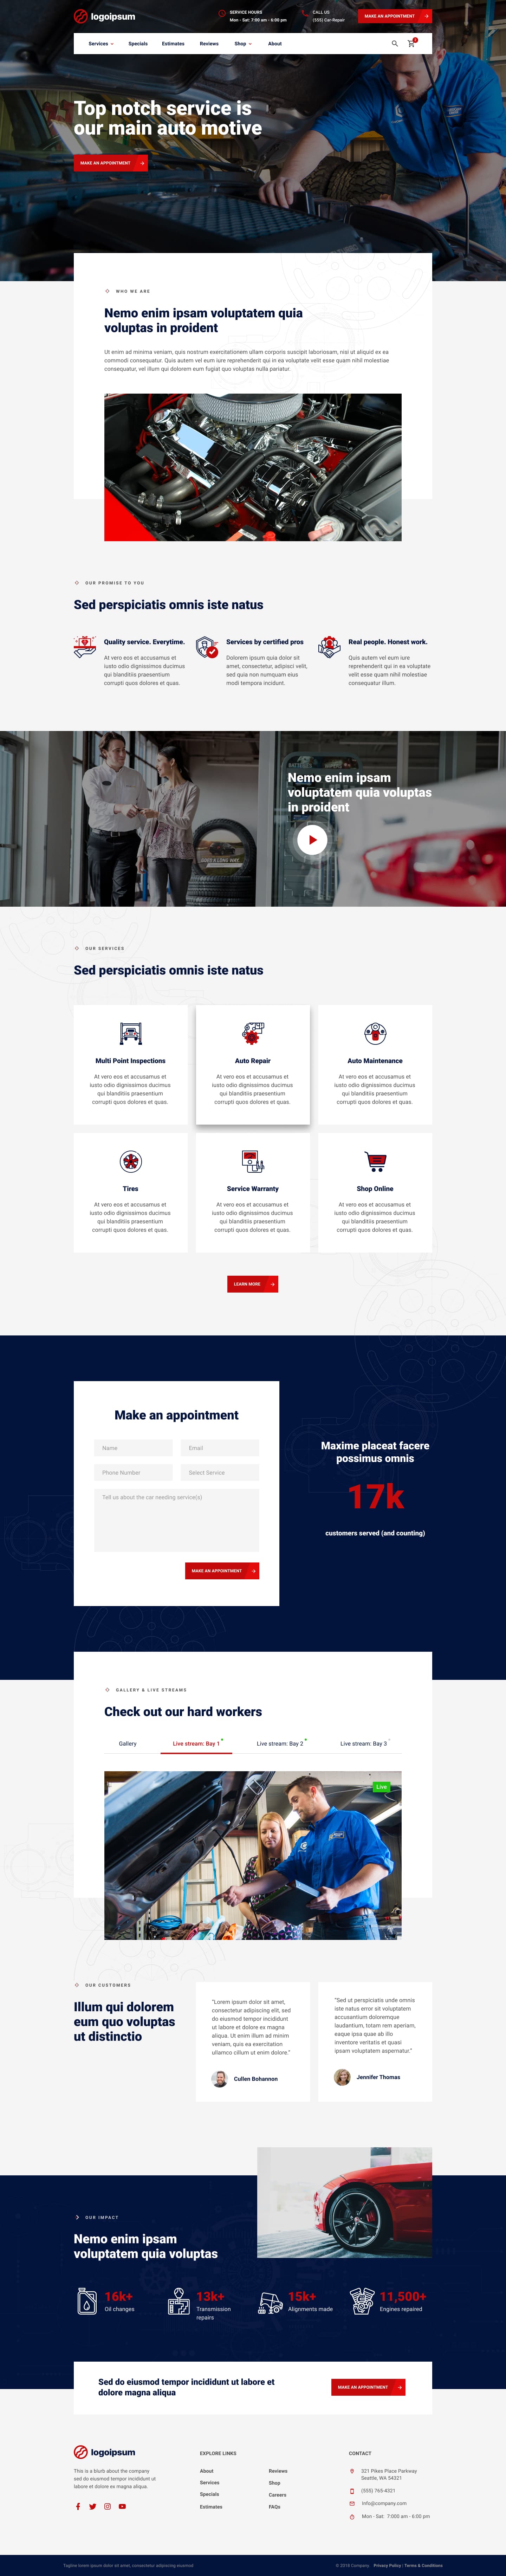 logoipsum
SERVICE HOURS
Mon - Sat: 7:00 am - 6:00 pm
CALL US
(555) Car-Repair
MAKE AN APPOINTMENT
Services
Specials
Estimates
Reviews
Shop
About
Top notch service is
our main auto motive
MAKE AN APPOINTMENT
WHO WE ARE
Nemo enim ipsam voluptatem quia
voluptas in proident
Ut enim ad minima veniam, quis nostrum exercitationem ullam corporis suscipit laboriosam, nisi ut aliquid ex ea
commodi consequatur. Quis autem vel eum iure reprehenderit qui in ea voluptate velit esse quam nihil molestiae
consequatur, vel illum qui dolorem eum fugiat quo voluptas nulla pariatur.
OUR PROMISE TO YOU
Sed perspiciatis omnis iste natus
Quality service. Everytime.
At vero eos et accusamus et
iusto odio dignissimos ducimus
qui blanditiis praesentium
corrupti quos dolores et quas.
Services by certified pros
Dolorem ipsum quia dolor sit
amet, consectetur, adipisci velit,
sed quia non numquam eius
modi tempora incidunt.
Real people. Honest work.
Quis autem vel eum iure
reprehenderit qui in ea voluptate
velit esse quam nihil molestiae
consequatur illum.
Nemo enim ipsam
voluptatem quia voluptas
in proident
OUR SERVICES
Sed perspiciatis omnis iste natus
Multi Point Inspections
At vero eos et accusamus et
iusto odio dignissimos ducimus
qui blanditiis praesentium
corrupti quos dolores et quas.
Auto Repair
At vero eos et accusamus et
iusto odio dignissimos ducimus
qui blanditiis praesentium
corrupti quos dolores et quas.
Auto Maintenance
At vero eos et accusamus et
iusto odio dignissimos ducimus
qui blanditiis praesentium
corrupti quos dolores et quas.
Tires
At vero eos et accusamus et
iusto odio dignissimos ducimus
qui blanditiis praesentium
corrupti quos dolores et quas.
Service Warranty
At vero eos et accusamus et
iusto odio dignissimos ducimus
qui blanditiis praesentium
corrupti quos dolores et quas.
Shop Online
At vero eos et accusamus et
iusto odio dignissimos ducimus
qui blanditiis praesentium
corrupti quos dolores et quas.
LEARN MORE
Make an appointment
Name
Email
Phone Number
Select Service
Tell us about the car needing service(s)
MAKE AN APPOINTMENT
Maxime placeat facere
possimus omnis
17k
customers served (and counting)
GALLERY & LIVE STREAMS
Check out our hard workers
Gallery
Live stream: Bay 1
Live stream: Bay 2
Live stream: Bay 3
Live
OUR CUSTOMERS
Illum qui dolorem
eum quo voluptas
ut distinctio
"Lorem ipsum dolor sit amet,
consectetur adipiscing elit, sed
do eiusmod tempor incididunt
ut labore et dolore ex magna
aliqua. Ut enim illum ad minim
veniam, quis ea exercitation
ullamco cillum ut enim dolore."
Cullen Bohannon
"Sed ut perspiciatis unde omnis
iste natus error sit voluptatem
accusantium doloremque
laudantium, totam rem aperiam,
eaque ipsa quae ab illo
inventore veritatis et quasi
ipsam voluptatem aspernatur."
Jennifer Thomas
OUR IMPACT
Nemo enim ipsam
voluptatem quia voluptas
16k+
Oil changes
13k+
Transmission
repairs
15k+
Alignments made
11,500+
Engines repaired
Sed do eiusmod tempor incididunt ut labore et
dolore magna aliqua
MAKE AN APPOINTMENT
logoipsum
This is a blurb about the company
sed do eiusmod tempor incididunt ut
labore et dolore ex magna aliqua.
EXPLORE LINKS
About
Services
Specials
Estimates
Reviews
Shop
Careers
FAQs
CONTACT
321 Pikes Place Parkway
Seattle, WA 54321
(555) 765-4321
Info@company.com
Mon - Sat: 7:000 am - 6:00 pm
Tagline lorem ipsum dolor sit amet, consectetur adipiscing eiusmod
© 2018 Company. Privacy Policy | Terms & Conditions